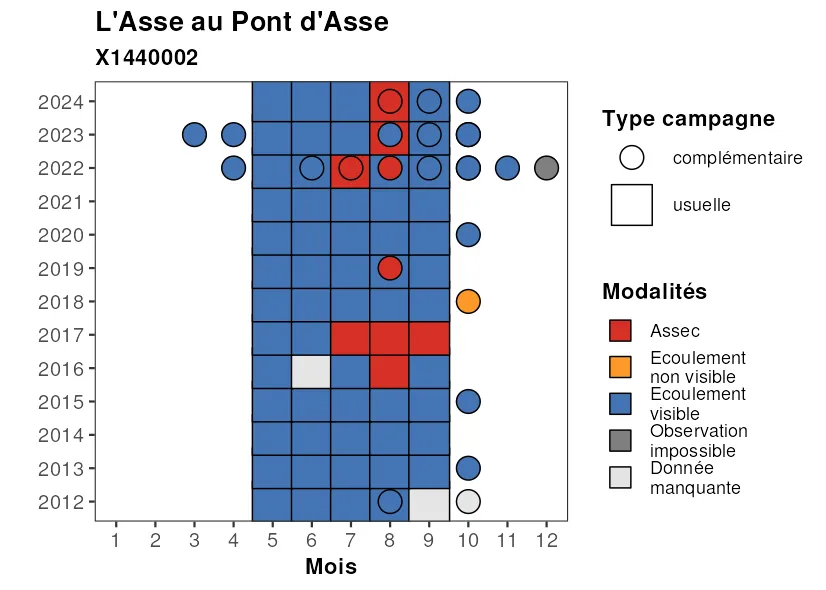 L'Asse au Pont d'Asse
X1440002
2024
2023
2022
2021
2020
2019
2018
2017
2016
2015
2014
2013
2012
1 2 3 4 5 6 7 8 9 10 11 12
Mois
Type campagne
complémentaire
usuelle
Modalités
Assec
Ecoulement
non visible
Ecoulement
visible
Observation
impossible
Donnée
manquante